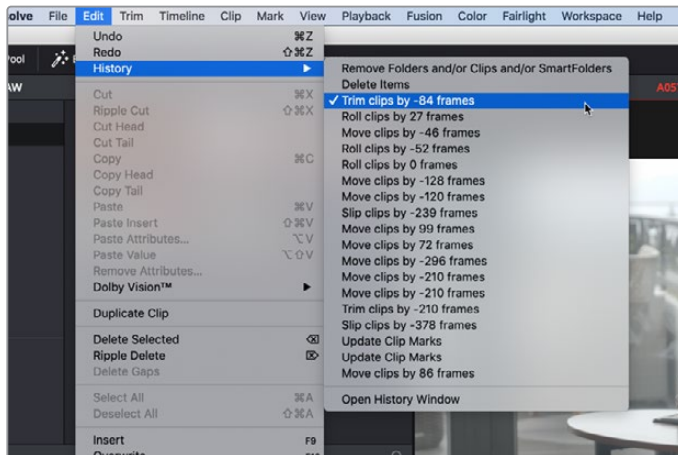 olve File Edit Trim Timeline Clip Mark View Playback Fusion Color Fairlight Workspace Help
Undo ⌘Z
Redo ⇧⌘Z
ool
History ▶
Remove Folders and/or Clips and/or SmartFolders
Delete Items
AW
Cut ⌘X
✓ Trim clips by -84 frames
A05
Ripple Cut ⇧⌘X
Roll clips by 27 frames
Cut Head
Move clips by -46 frames
Cut Tail
Roll clips by -52 frames
Copy ⌘C
Roll clips by 0 frames
Copy Head
Move clips by -128 frames
Copy Tail
Move clips by -120 frames
Paste ⌘V
Slip clips by -239 frames
Paste Insert ⇧⌘V
Move clips by 99 frames
Paste Attributes... ⌥V
Move clips by 72 frames
Paste Value ⌥⇧V
Move clips by -296 frames
Remove Attributes...
Move clips by -210 frames
Dolby Vision™ ▶
Move clips by -210 frames
Trim clips by -210 frames
Duplicate Clip
Slip clips by -378 frames
Delete Selected ⌫
Update Clip Marks
Ripple Delete ⌦
Update Clip Marks
Delete Gaps
Move clips by 86 frames
Select All ⌘A
Open History Window
Deselect All ⇧⌘A
Insert F9
Overwrite